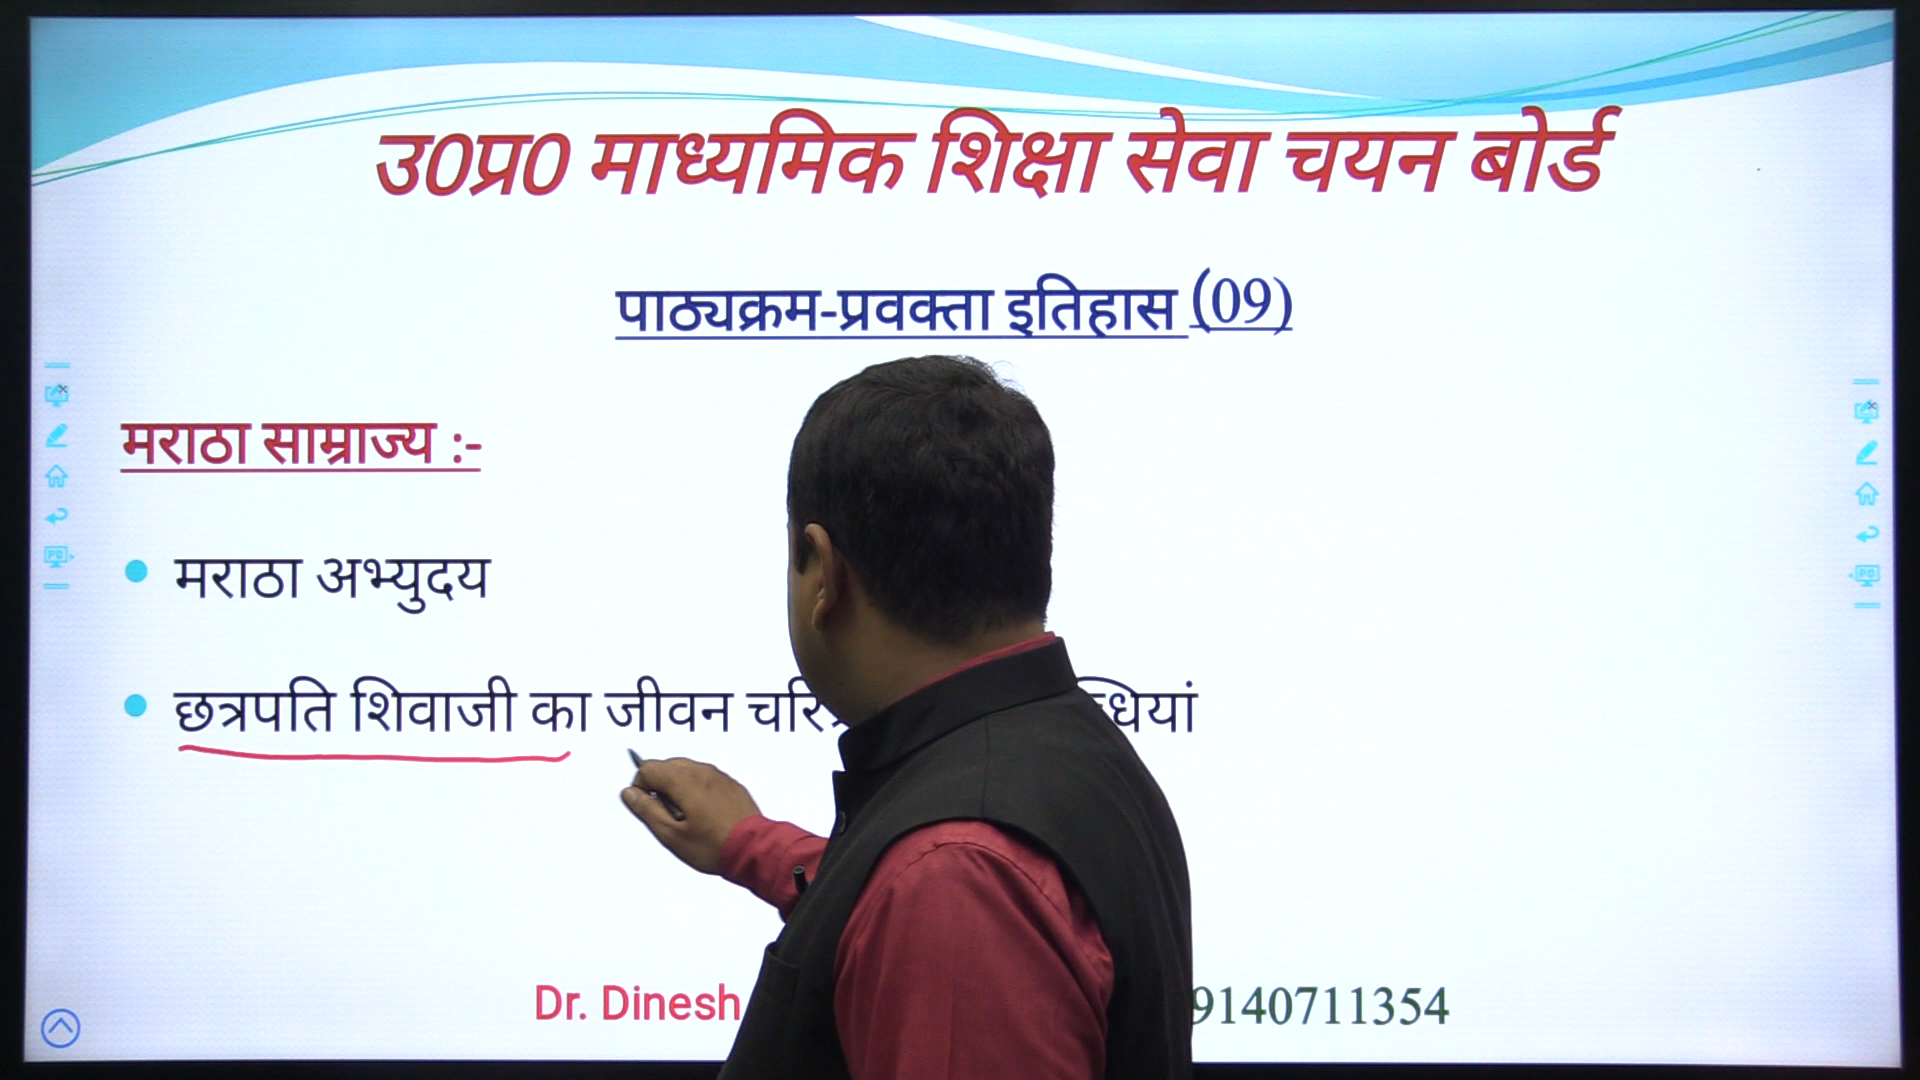 उ0प्र0 माध्यमिक शिक्षा सेवा चयन बोर्ड
पाठ्यक्रम-प्रवक्ता इतिहास (09)
मराठा साम्राज्य :-
• मराठा अभ्युदय
• छत्रपति शिवाजी का जीवन
Dr. Dinesh 9140711354